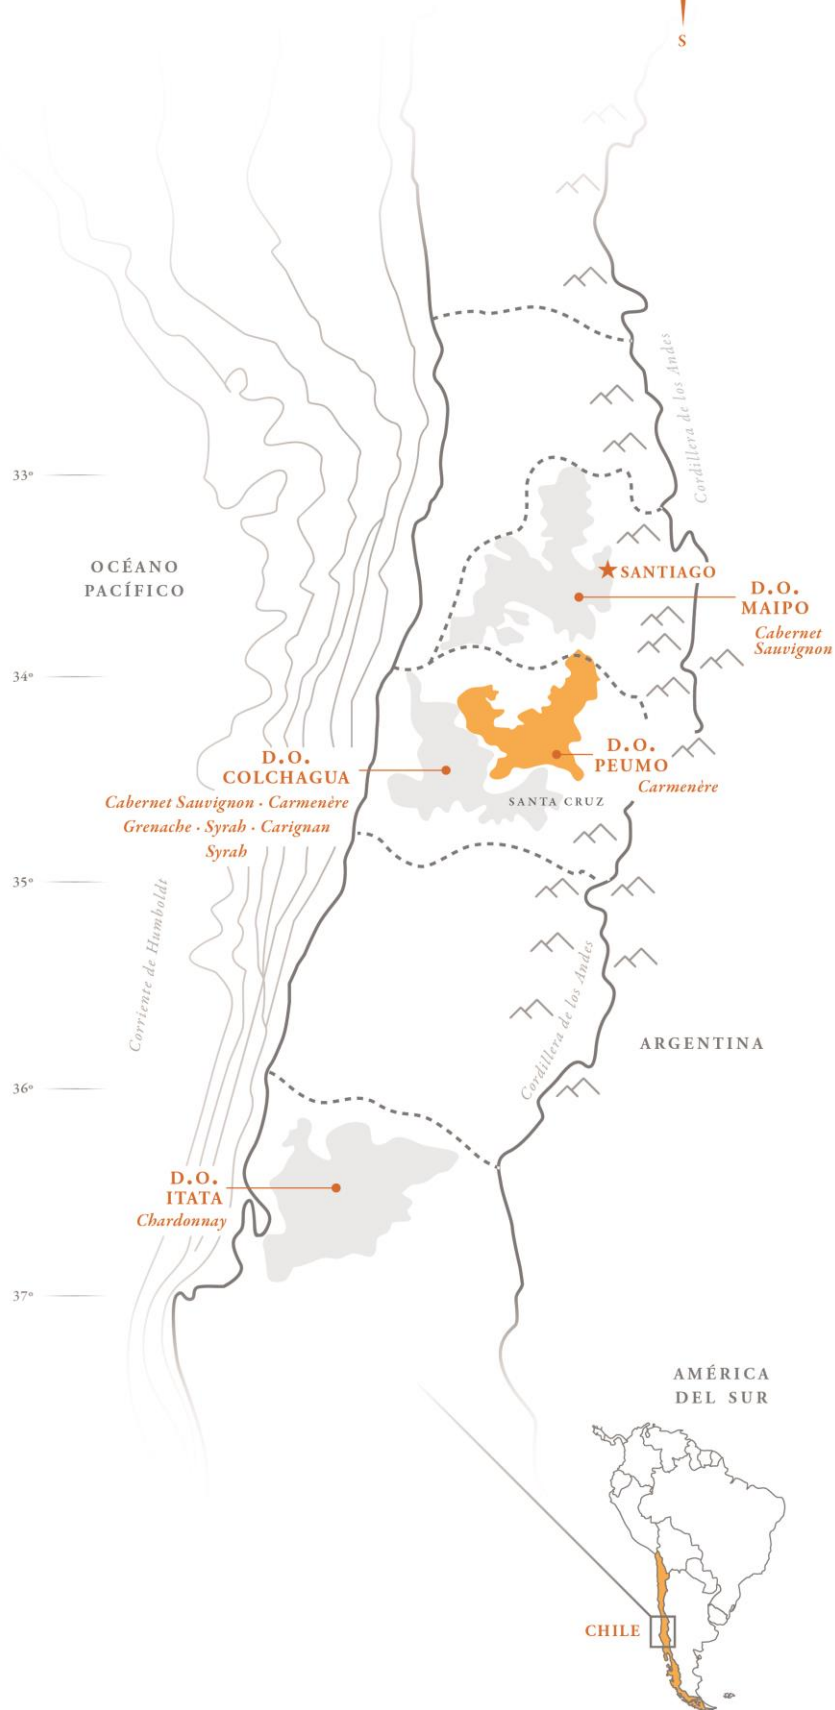 S
Cordillera de los Andes
33°
OCÉANO
PACÍFICO
SANTIAGO
D.O.
MAIPO
Cabernet
Sauvignon
34°
D.O.
COLCHAGUA
Cabernet Sauvignon · Carmenère
Grenache · Syrah · Carignan
Syrah
D.O.
PEUMO
Carmenère
SANTA CRUZ
35°
Corriente de Humboldt
Cordillera de los Andes
ARGENTINA
36°
D.O.
ITATA
Chardonnay
37°
AMÉRICA
DEL SUR
CHILE